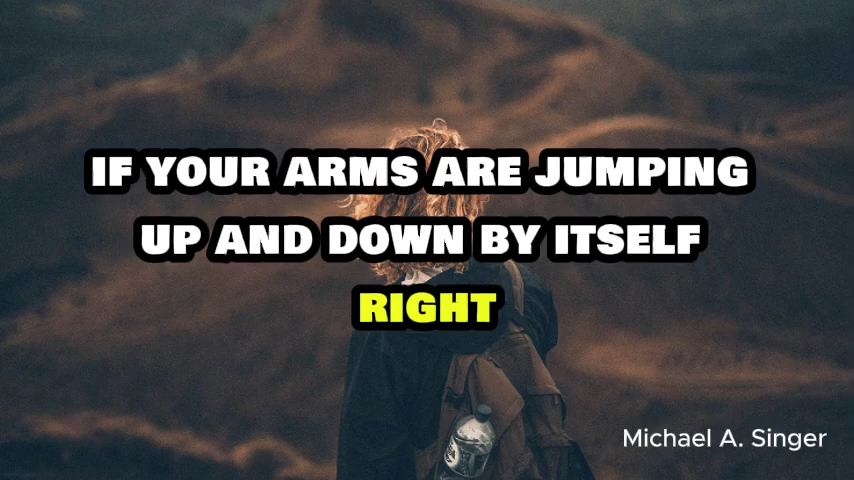 IF YOUR ARMS ARE JUMPING
UP AND DOWN BY ITSELF
RIGHT
Michael A. Singer